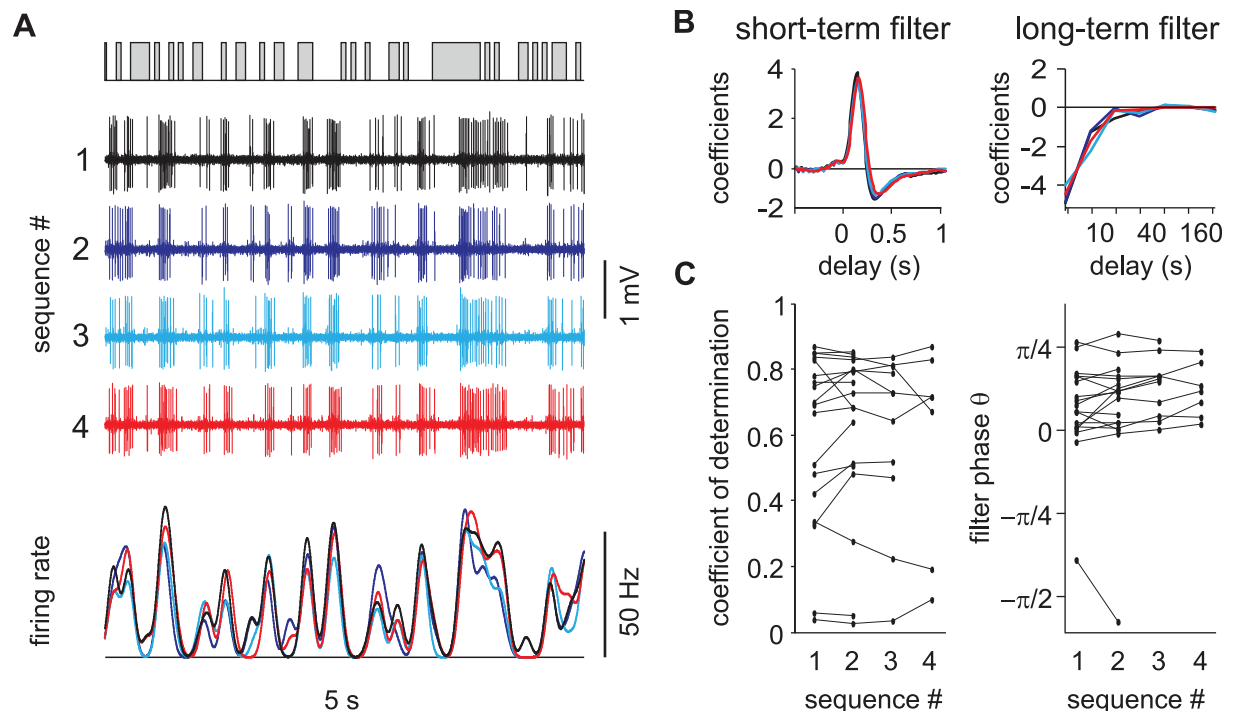 A
sequence #
1
2
3
4
1 mV
firing rate
50 Hz
5 s
B
short-term filter
coefficients
4
2
0
-2
0
0.5
1
delay (s)
long-term filter
coefficients
2
0
-2
-4
10
40
160
delay (s)
C
coefficient of determination
1
0.8
0.6
0.4
0.2
0
1
2
3
4
sequence #
filter phase θ
π/4
0
−π/4
−π/2
1
2
3
4
sequence #